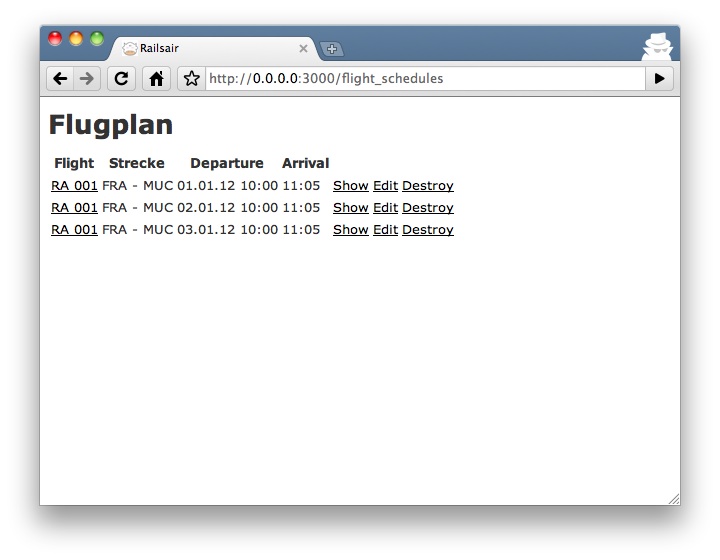 Railsair
http://0.0.0.0:3000/flight_schedules
Flugplan
Flight Strecke Departure Arrival
RA 001 FRA - MUC 01.01.12 10:00 11:05 Show Edit Destroy
RA 001 FRA - MUC 02.01.12 10:00 11:05 Show Edit Destroy
RA 001 FRA - MUC 03.01.12 10:00 11:05 Show Edit Destroy